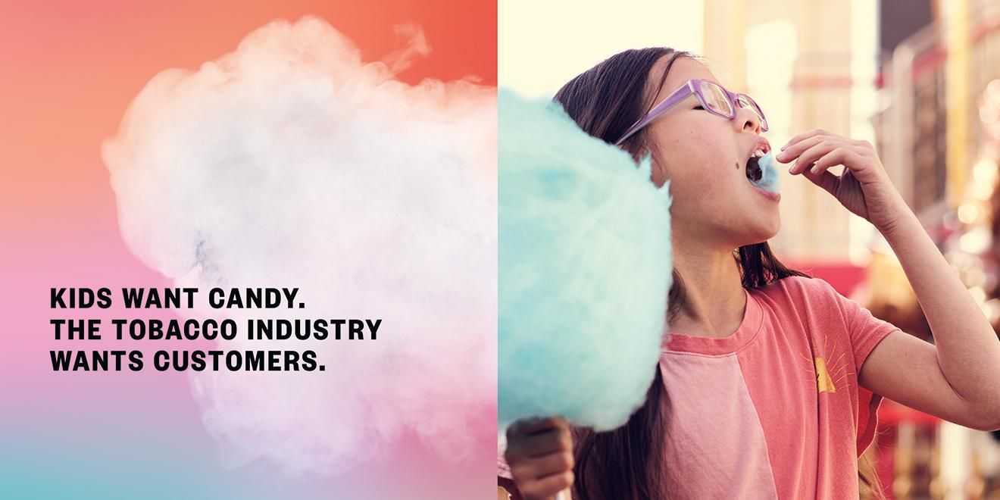 KIDS WANT CANDY.
THE TOBACCO INDUSTRY
WANTS CUSTOMERS.